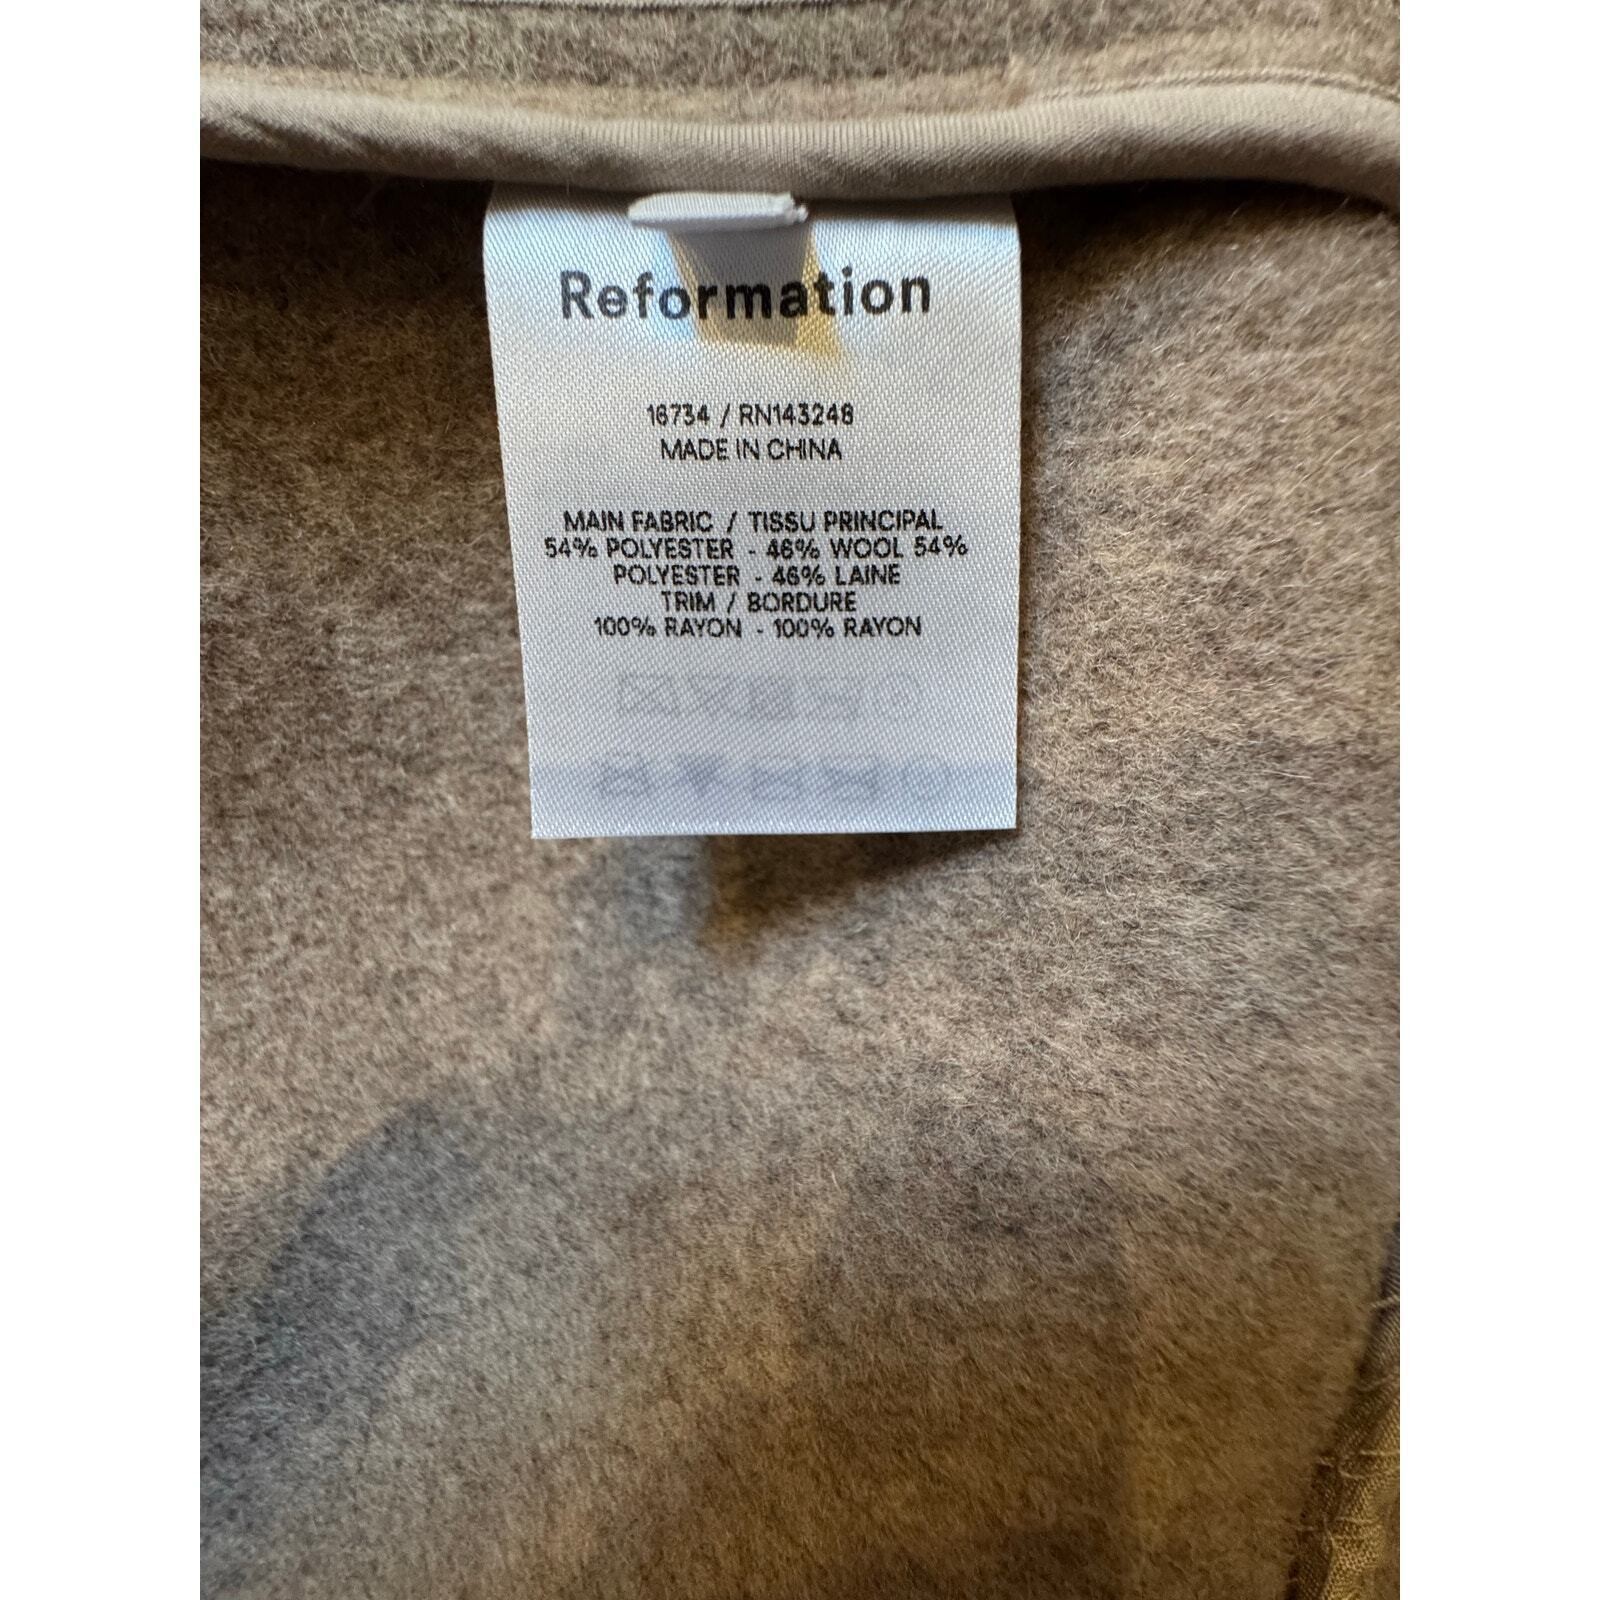 Reformation
16734 / RN143248
MADE IN CHINA
MAIN FABRIC / TISSU PRINCIPAL
54% POLYESTER - 46% WOOL 54%
POLYESTER - 46% LAINE
TRIM / BORDURE
100% RAYON - 100% RAYON